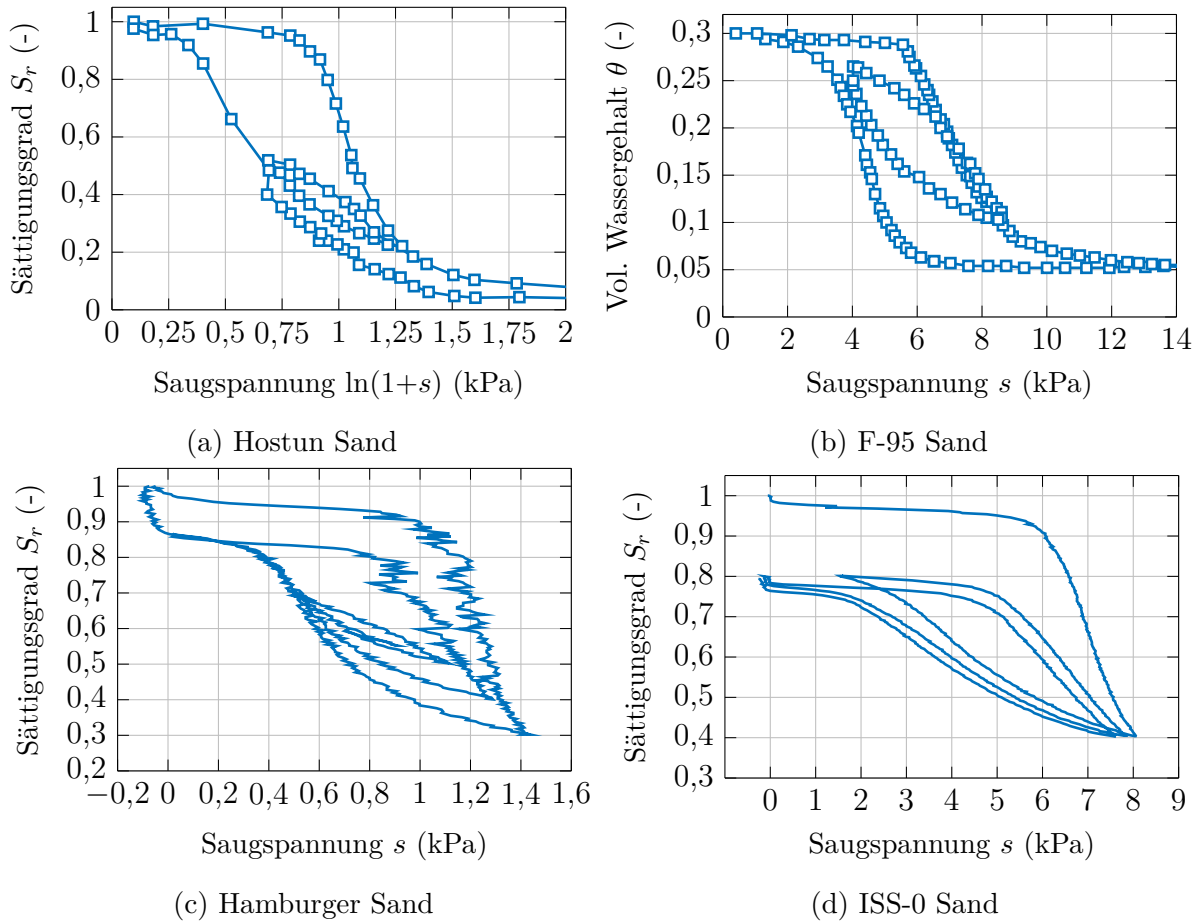 Sättigungsgrad S_r (-)
1
0,8
0,6
0,4
0,2
0
0 0,25 0,5 0,75 1 1,25 1,5 1,75 2
Saugspannung ln(1+s) (kPa)
(a) Hostun Sand
Vol. Wassergehalt θ (-)
0,3
0,25
0,2
0,15
0,1
0,05
0
0 2 4 6 8 10 12 14
Saugspannung s (kPa)
(b) F-95 Sand
Sättigungsgrad S_r (-)
1
0,9
0,8
0,7
0,6
0,5
0,4
0,3
0,2
−0,2 0 0,2 0,4 0,6 0,8 1 1,2 1,4 1,6
Saugspannung s (kPa)
(c) Hamburger Sand
Sättigungsgrad S_r (-)
1
0,9
0,8
0,7
0,6
0,5
0,4
0,3
0 1 2 3 4 5 6 7 8 9
Saugspannung s (kPa)
(d) ISS-0 Sand